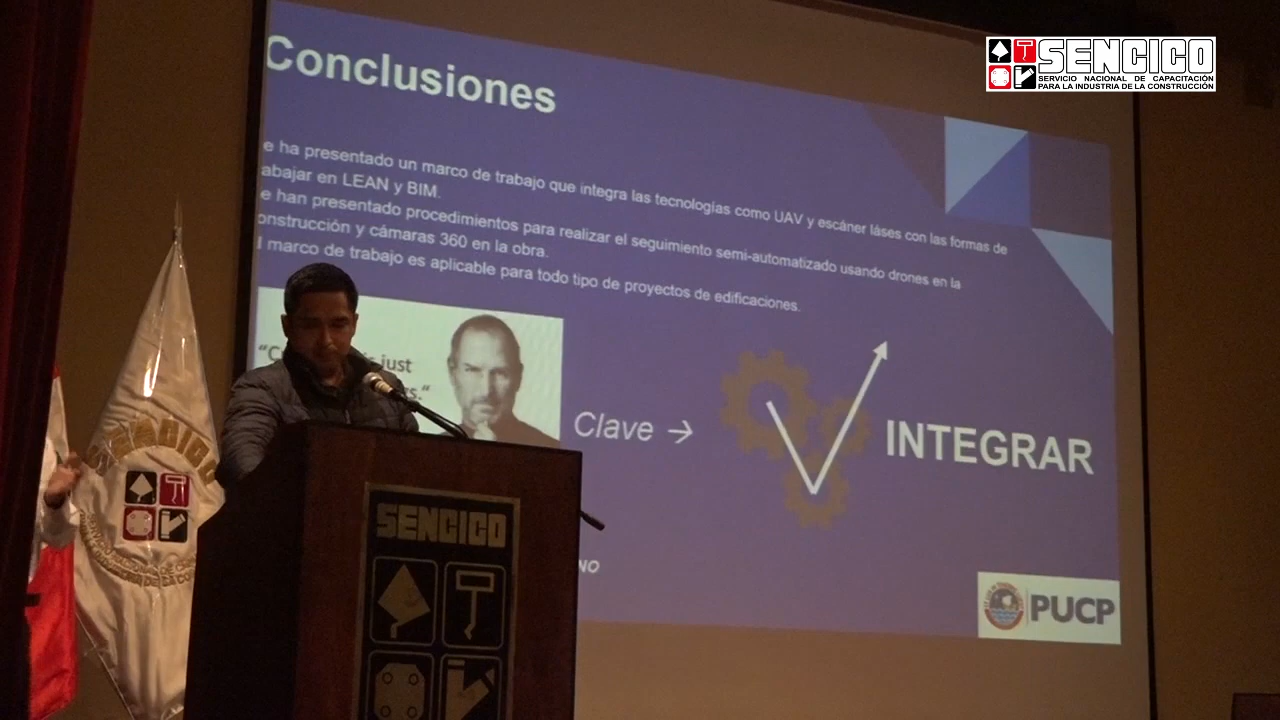 Conclusiones
SENCICO
SERVICIO NACIONAL DE CAPACITACIÓN
PARA LA INDUSTRIA DE LA CONSTRUCCIÓN
e ha presentado un marco de trabajo que integra las tecnologías como UAV y escáner láses con las formas de
abajar en LEAN y BIM.
e han presentado procedimientos para realizar el seguimiento semi-automatizado usando drones en la
onstrucción y cámaras 360 en la obra.
l marco de trabajo es aplicable para todo tipo de proyectos de edificaciones.
just
Clave → INTEGRAR
SENCICO
NO
PUCP